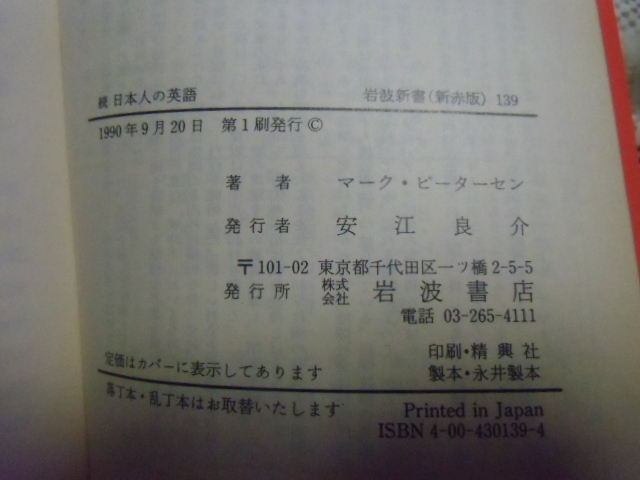 続 日本人の英語　岩波新書(新赤版) 139
1990年9月20日　第1刷発行 ©
著者　マーク・ピーターセン
発行者　安江良介
〒101-02 東京都千代田区一ツ橋2-5-5
発行所　株式会社　岩波書店
電話 03-265-4111
印刷・精興社
定価はカバーに表示してあります　製本・永井製本
落丁本・乱丁本はお取替いたします　Printed in Japan
ISBN 4-00-430139-4